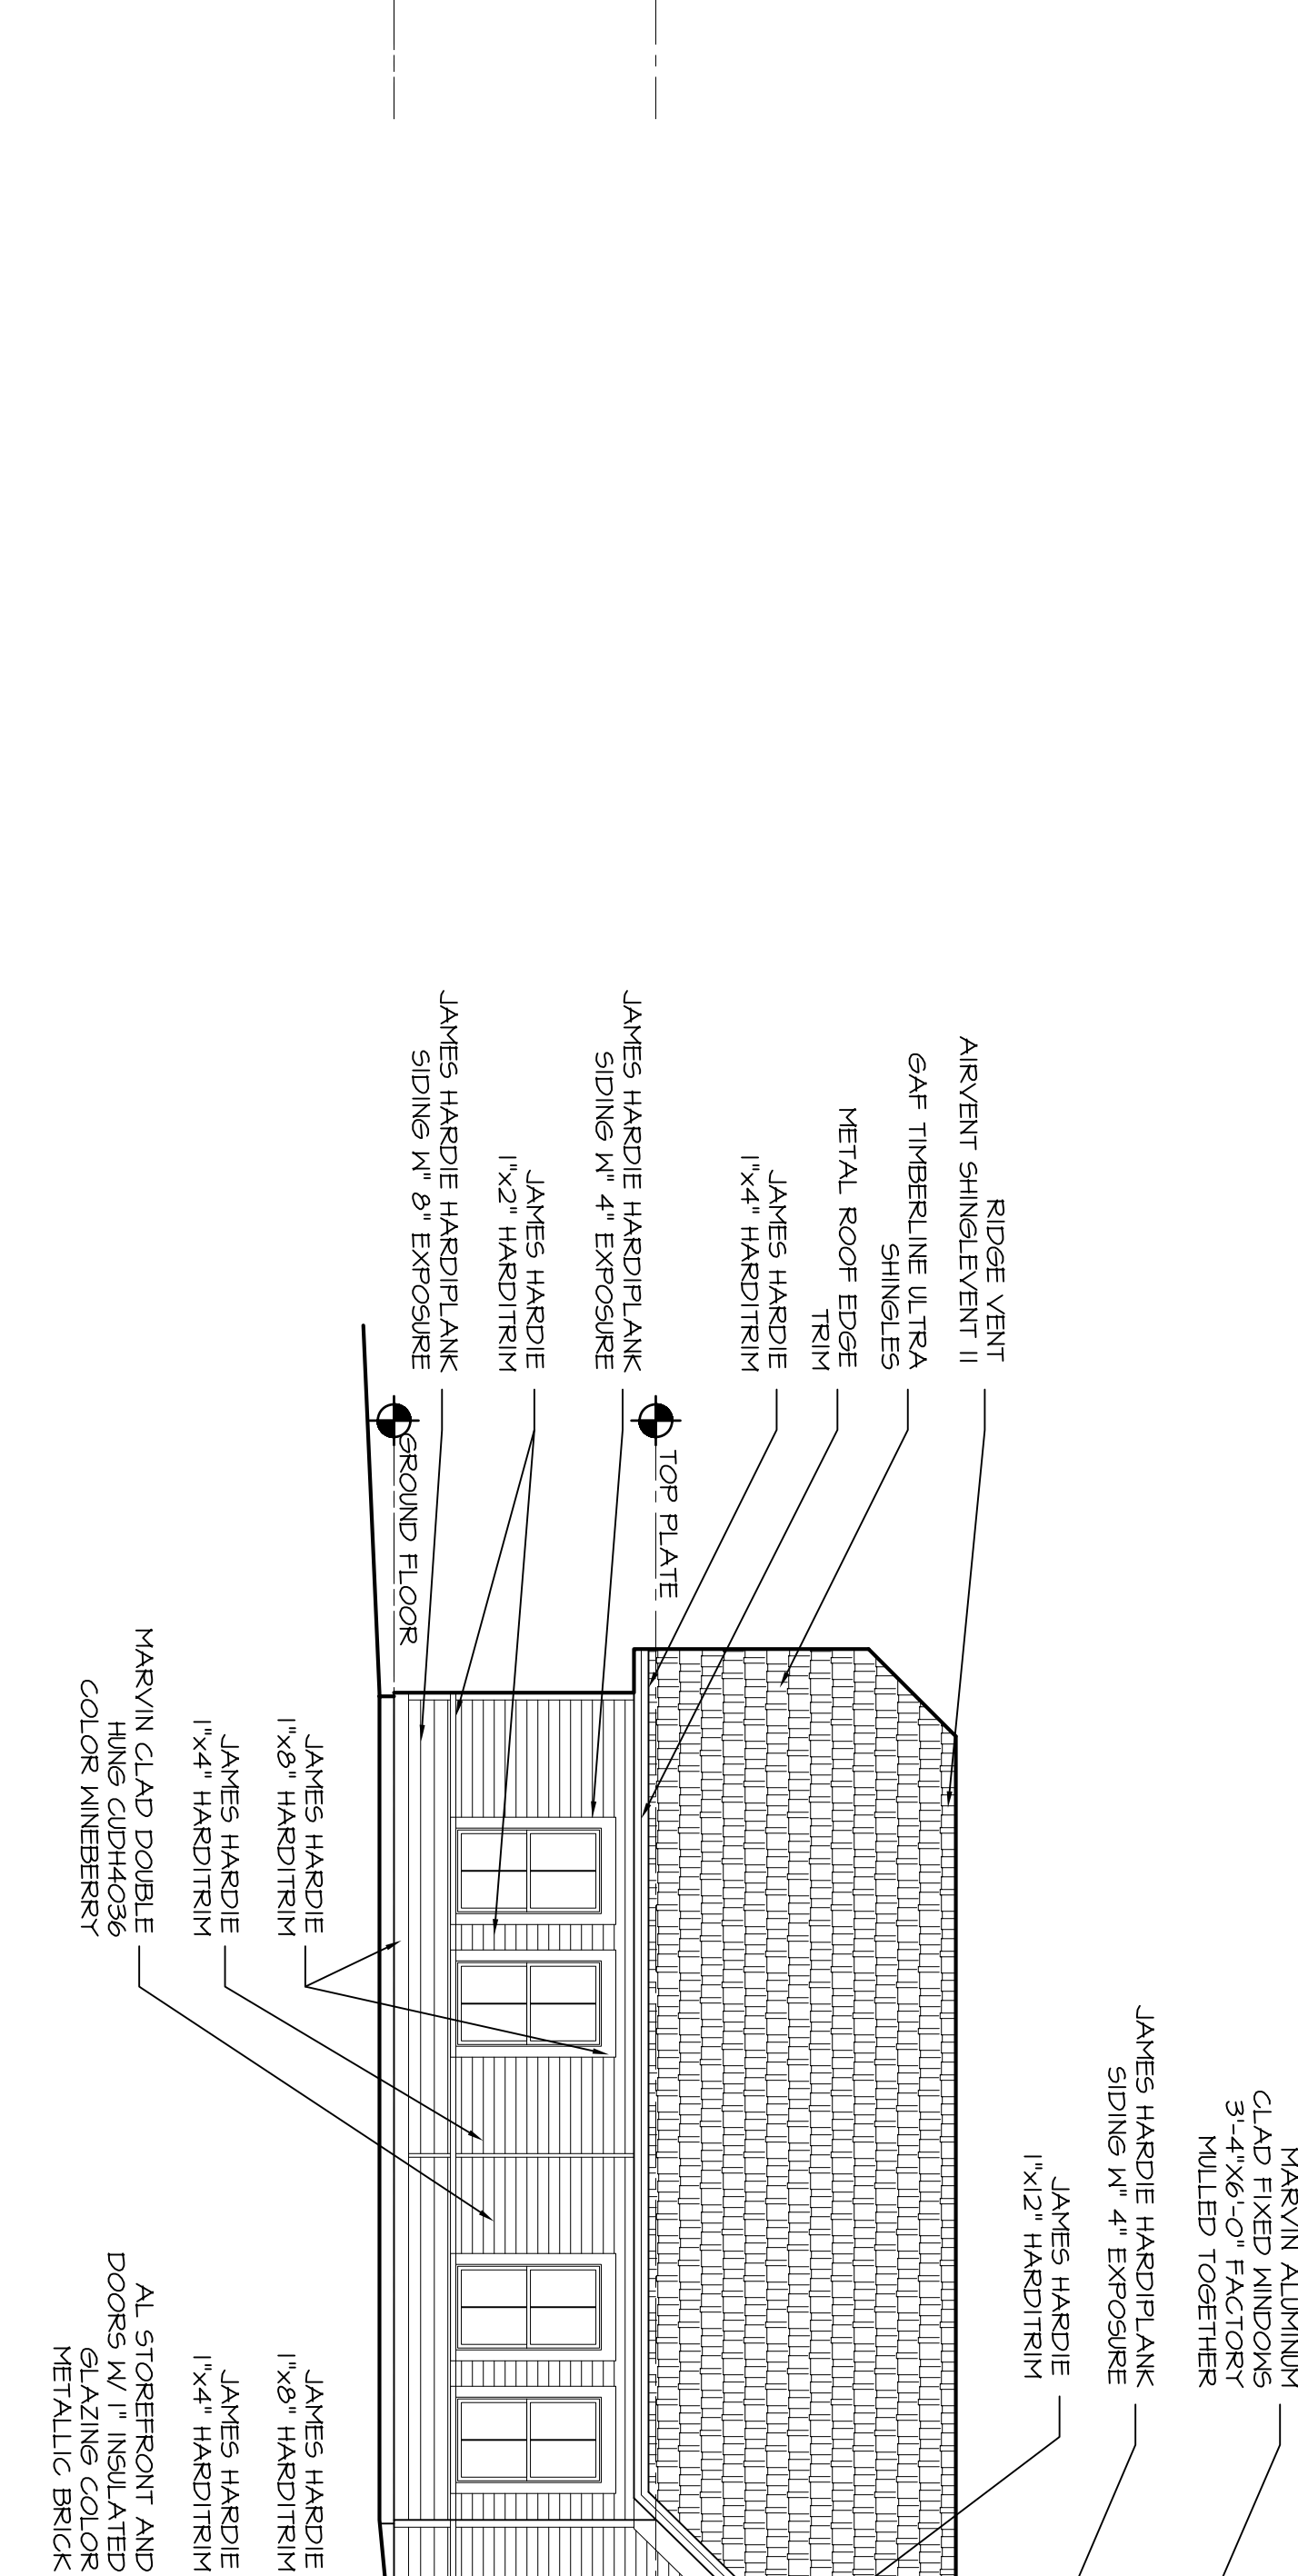 RIDGE VENT
AIRVENT SHINGLEVENT II
GAF TIMBERLINE ULTRA
SHINGLES
METAL ROOF EDGE
TRIM
JAMES HARDIE
1"x4" HARDITRIM
JAMES HARDIE HARDIPLANK
SIDING W" 4" EXPOSURE
JAMES HARDIE
1"x2" HARDITRIM
JAMES HARDIE HARDIPLANK
SIDING W" 8" EXPOSURE
TOP PLATE
GROUND FLOOR
JAMES HARDIE
1"x8" HARDITRIM
JAMES HARDIE
1"x4" HARDITRIM
MARVIN CLAD DOUBLE
HUNG CUDH4036
COLOR WINEBERRY
MARVIN ALUMINUM
CLAD FIXED WINDOWS
3'-4"X6'-0" FACTORY
MULLED TOGETHER
JAMES HARDIE HARDIPLANK
SIDING W" 4" EXPOSURE
JAMES HARDIE
1"x12" HARDITRIM
JAMES HARDIE
1"x8" HARDITRIM
JAMES HARDIE
1"x4" HARDITRIM
AL STOREFRONT AND
DOORS W/ 1" INSULATED
GLAZING COLOR
METALLIC BRICK